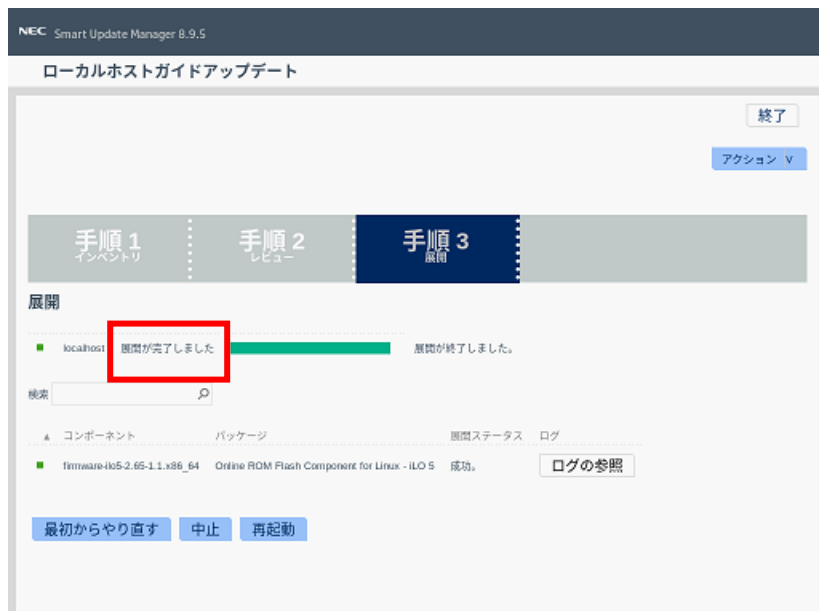 NEC Smart Update Manager 8.9.5
ローカルホストガイドアップデート
終了
アクション ∨
手順 1
インベントリ
手順 2
レビュー
手順 3
展開
展開
localhost 展開が完了しました 展開が終了しました。
検索
▲ コンポーネント パッケージ 展開ステータス ログ
firmware-ilo5-2.65-1.1.x86_64 Online ROM Flash Component for Linux - iLO 5 成功。 ログの参照
最初からやり直す 中止 再起動